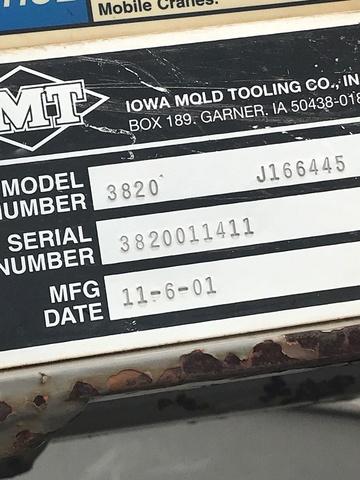 Mobile Cranes.
MT
IOWA MOLD TOOLING CO., IN
BOX 189, GARNER, IA 50438-018
MODEL NUMBER 3820 J166445
SERIAL NUMBER 3820011411
MFG DATE 11-6-01